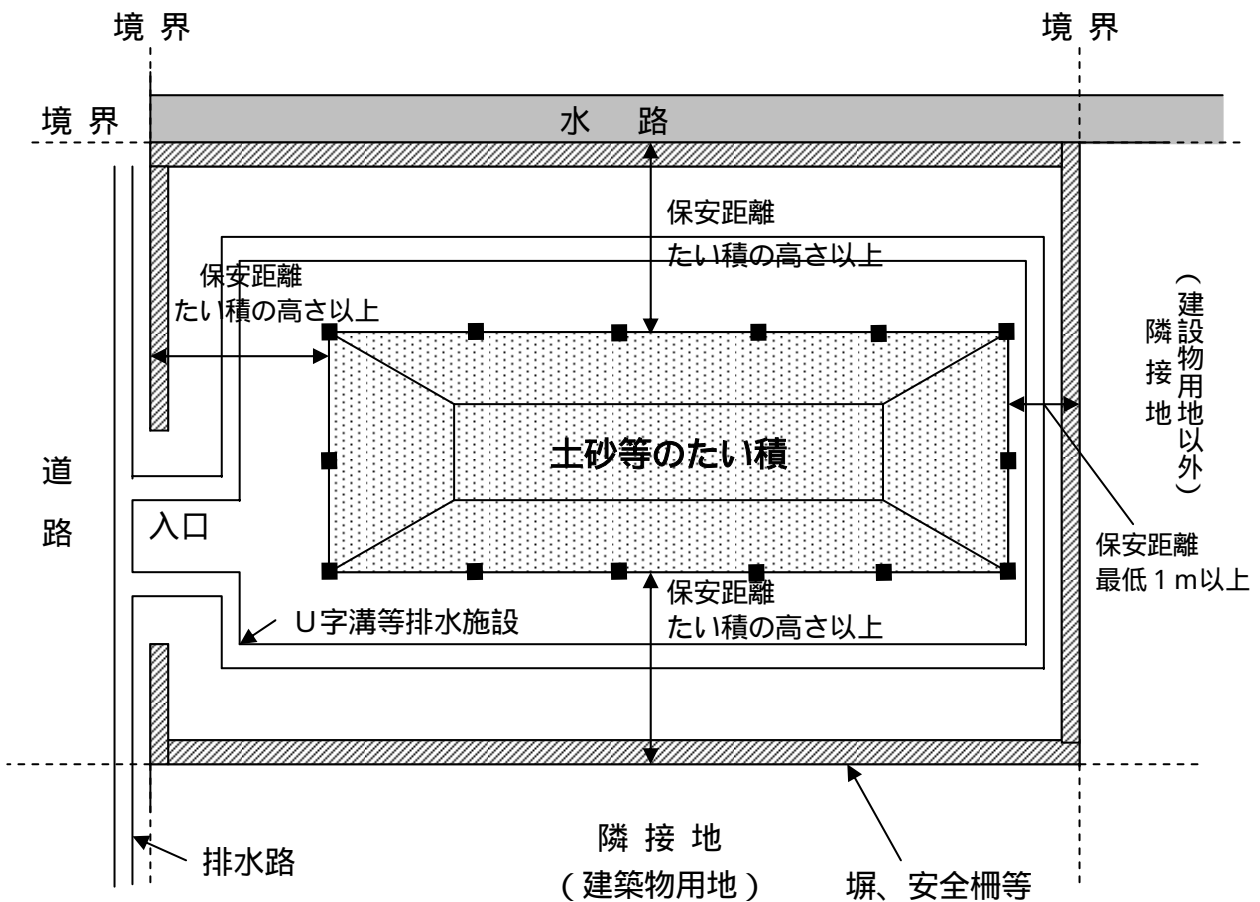 境 界
境 界
境 界
水 路
保安距離
たい積の高さ以上
保安距離
たい積の高さ以上
隣接地
（建設物用地以外）
土砂等のたい積
道路
入口
保安距離
最低１ｍ以上
保安距離
たい積の高さ以上
Ｕ字溝等排水施設
排水路
隣 接 地
（建築物用地）
塀、安全柵等